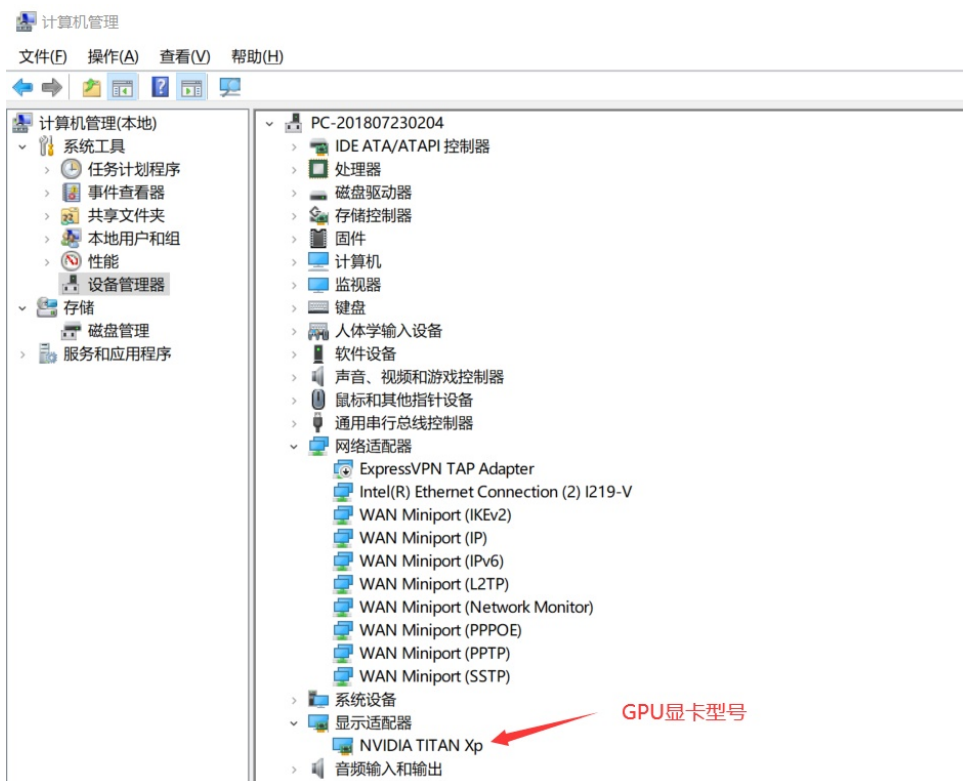 计算机管理
文件(F) 操作(A) 查看(V) 帮助(H)
计算机管理(本地)
系统工具
任务计划程序
事件查看器
共享文件夹
本地用户和组
性能
设备管理器
存储
磁盘管理
服务和应用程序
PC-201807230204
IDE ATA/ATAPI 控制器
处理器
磁盘驱动器
存储控制器
固件
计算机
监视器
键盘
人体学输入设备
软件设备
声音、视频和游戏控制器
鼠标和其他指针设备
通用串行总线控制器
网络适配器
ExpressVPN TAP Adapter
Intel(R) Ethernet Connection (2) I219-V
WAN Miniport (IKEv2)
WAN Miniport (IP)
WAN Miniport (IPv6)
WAN Miniport (L2TP)
WAN Miniport (Network Monitor)
WAN Miniport (PPPOE)
WAN Miniport (PPTP)
WAN Miniport (SSTP)
系统设备
显示适配器
NVIDIA TITAN Xp
音频输入和输出
GPU显卡型号